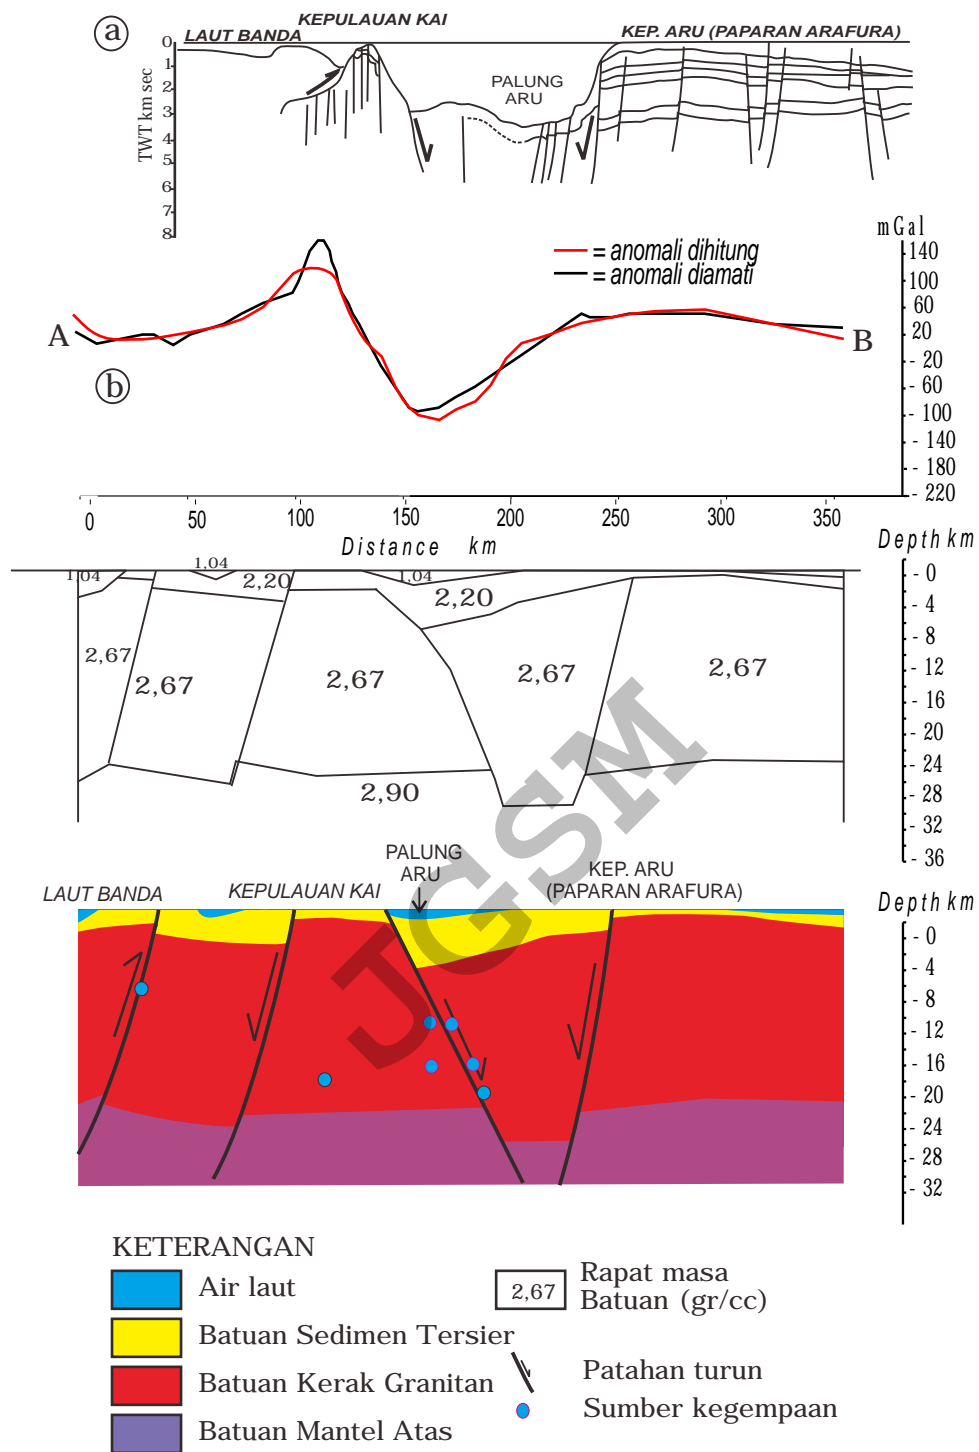 a
KEPULAUAN KAI
LAUT BANDA
KEP. ARU (PAPARAN ARAFURA)
PALUNG
ARU
TWT km sec
0
1
2
3
4
5
6
7
8
mGal
140
100
60
20
- 20
- 60
- 100
- 140
- 180
- 220
= anomali dihitung
= anomali diamati
A
B
b
0 50 100 150 200 250 300 350
Distance km
Depth km
- 0
- 4
- 8
- 12
- 16
- 20
- 24
- 28
- 32
- 36
1,04 1,04 1,04
2,20 2,20
2,67 2,67 2,67 2,67 2,67
2,90
JGSM
PALUNG
ARU
KEP. ARU
(PAPARAN ARAFURA)
LAUT BANDA
KEPULAUAN KAI
Depth km
- 0
- 4
- 8
- 12
- 16
- 20
- 24
- 28
- 32
KETERANGAN
Air laut
Batuan Sedimen Tersier
Batuan Kerak Granitan
Batuan Mantel Atas
2,67
Rapat masa
Batuan (gr/cc)
Patahan turun
Sumber kegempaan